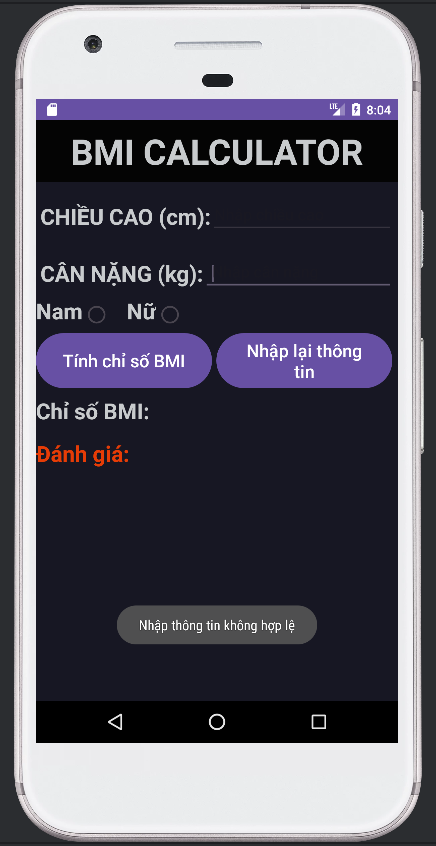 LTE 8:04
BMI CALCULATOR
CHIỀU CAO (cm):
CÂN NẶNG (kg):
Nam Nữ
Tính chỉ số BMI
Nhập lại thông
tin
Chỉ số BMI:
Đánh giá:
Nhập thông tin không hợp lệ